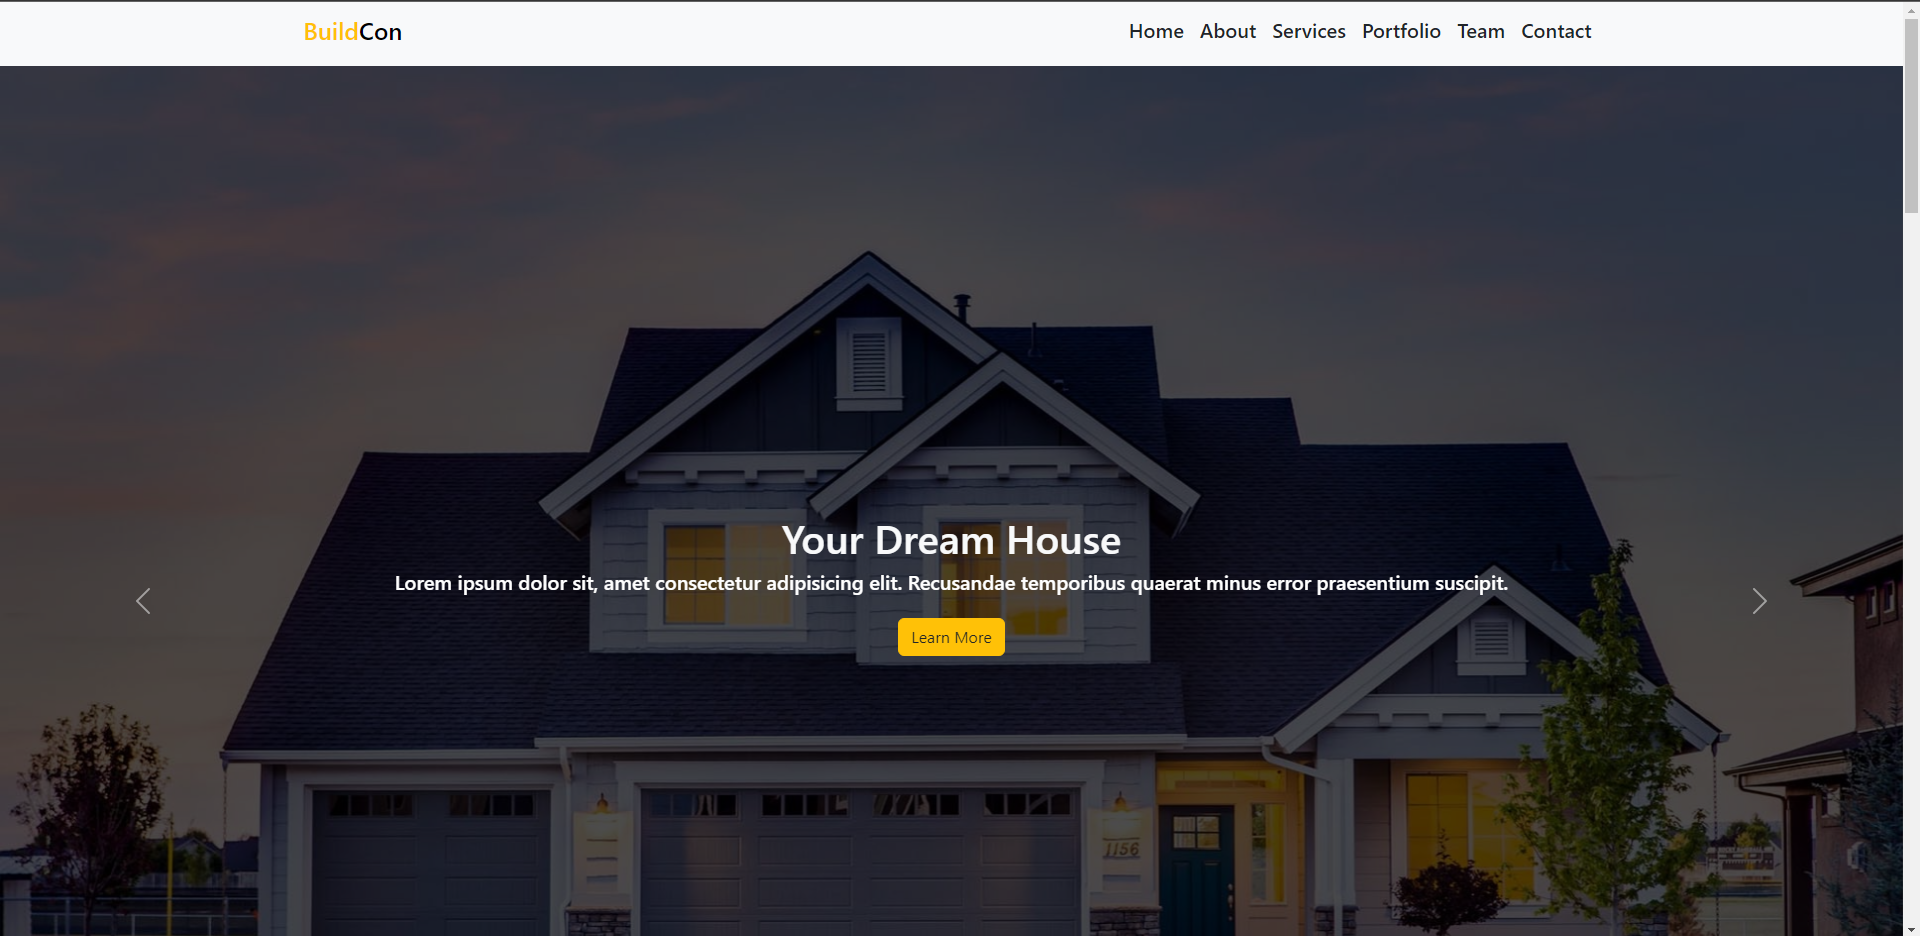 BuildCon
Home About Services Portfolio Team Contact
Your Dream House
Lorem ipsum dolor sit, amet consectetur adipisicing elit. Recusandae temporibus quaerat minus error praesentium suscipit.
Learn More
1156